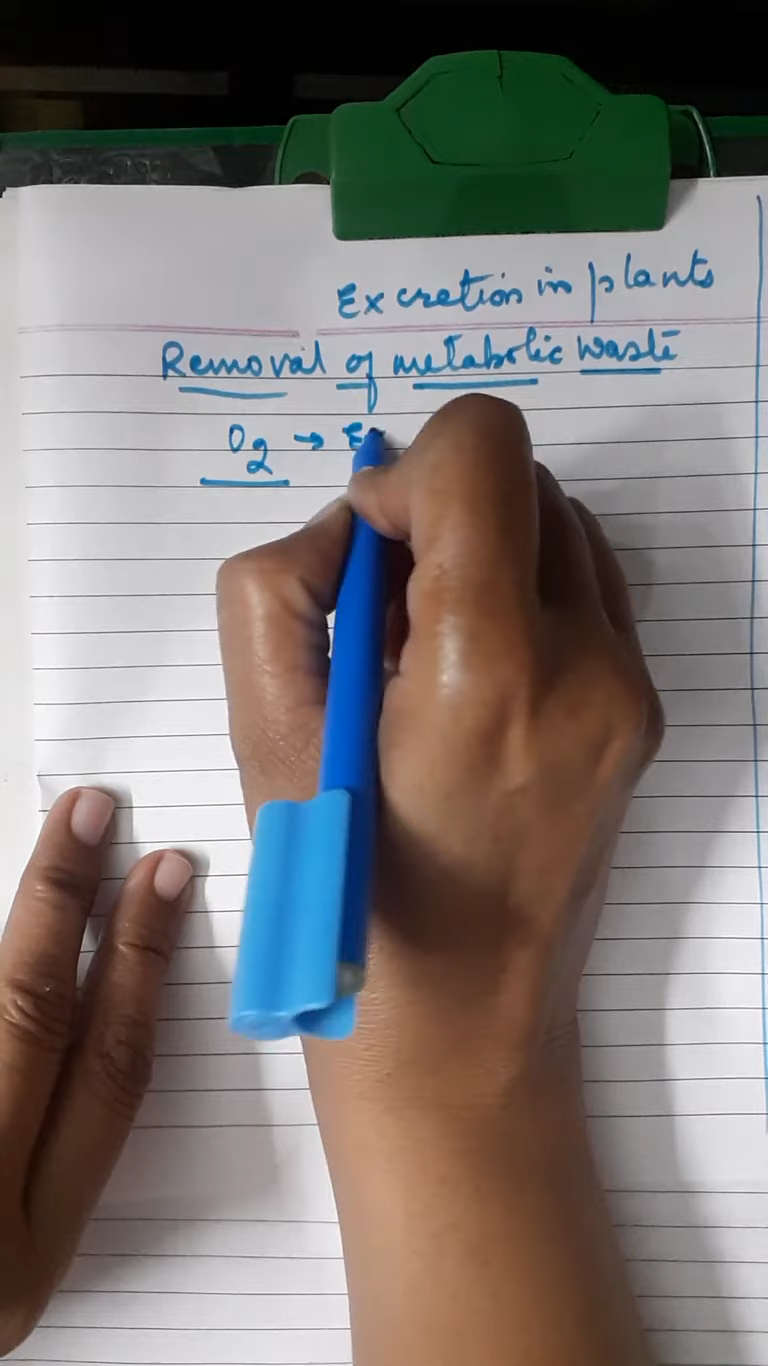 Excretion in plants
Removal of metabolic waste
O2 → E